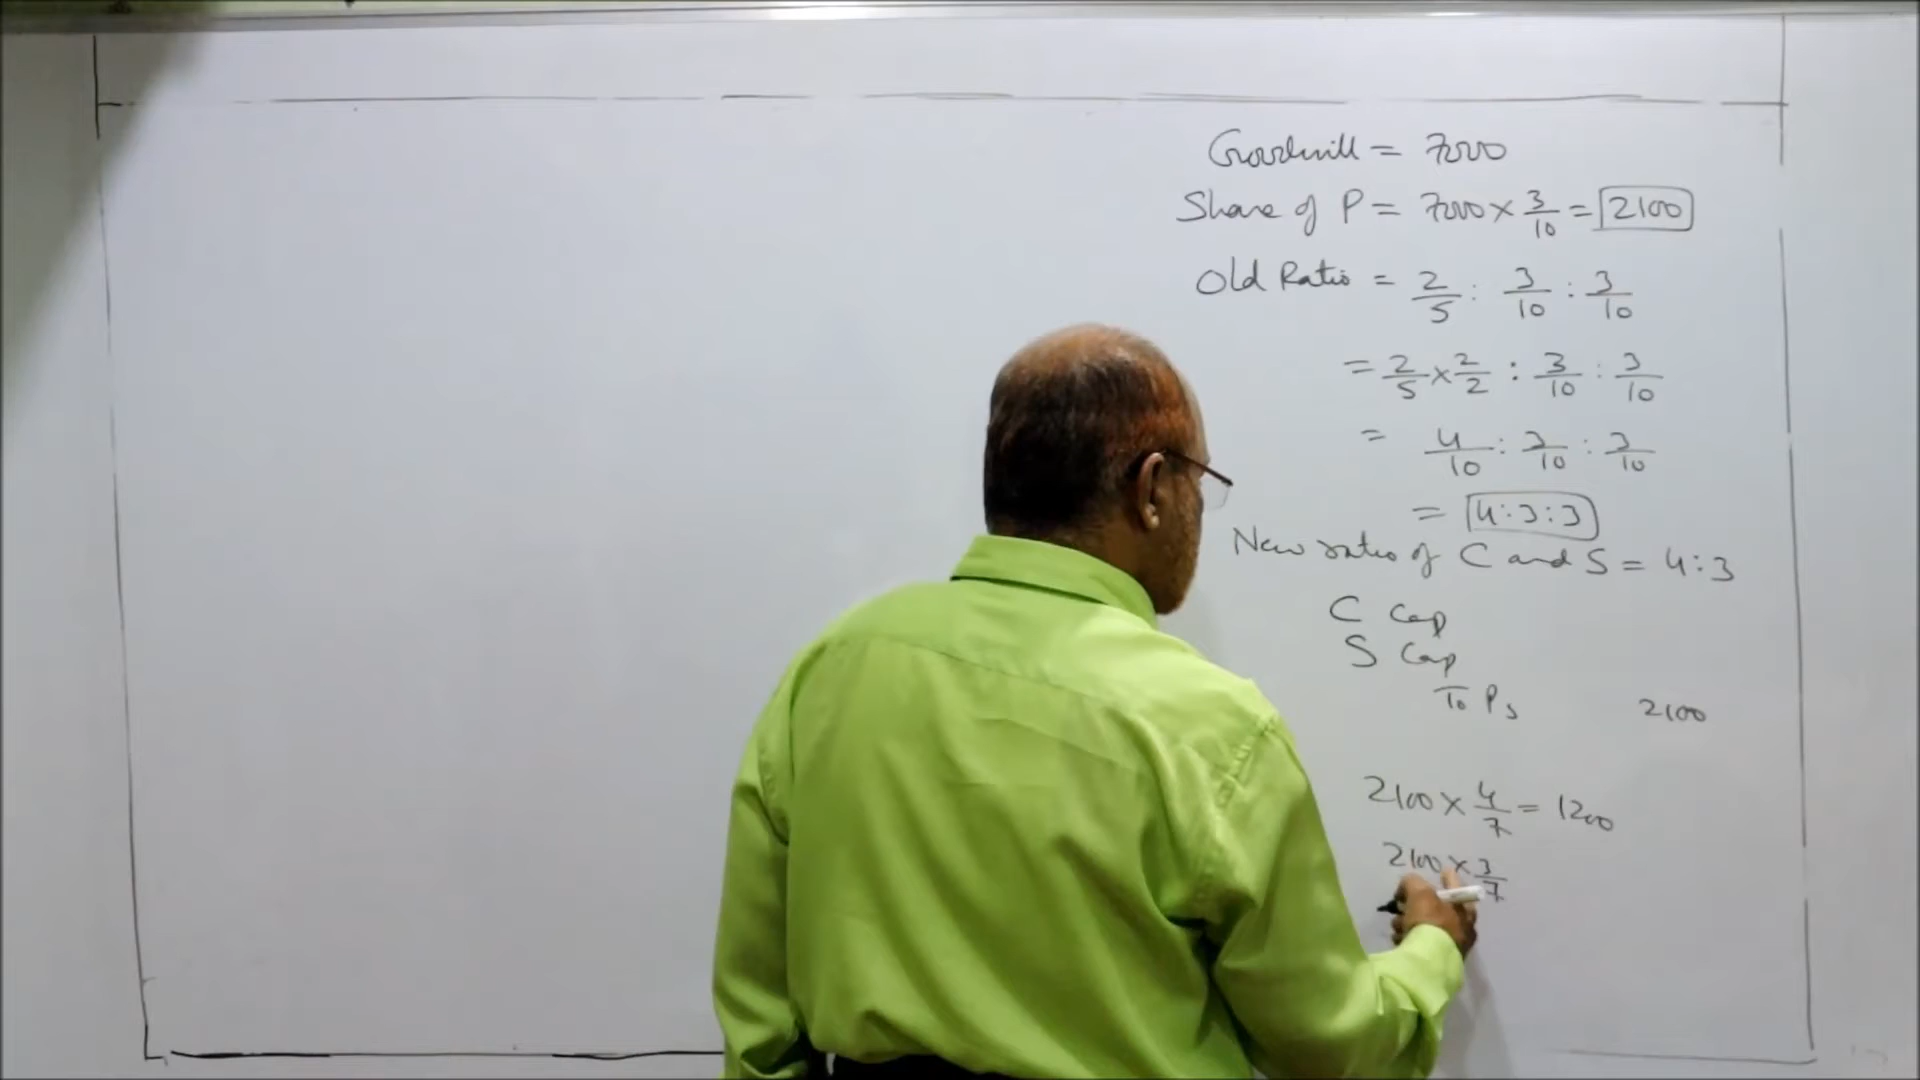 Goodwill = 7000
Share of P = 7000 × 3/10 = 2100
Old Ratio = 2/5 : 3/10 : 3/10
= 2/5 × 2/2 : 3/10 : 3/10
= 4/10 : 3/10 : 3/10
= 4:3:3
New ratio of C and S = 4:3
C Cap
S Cap
To Ps 2100
2100 × 4/7 = 1200
2100 × 3/7